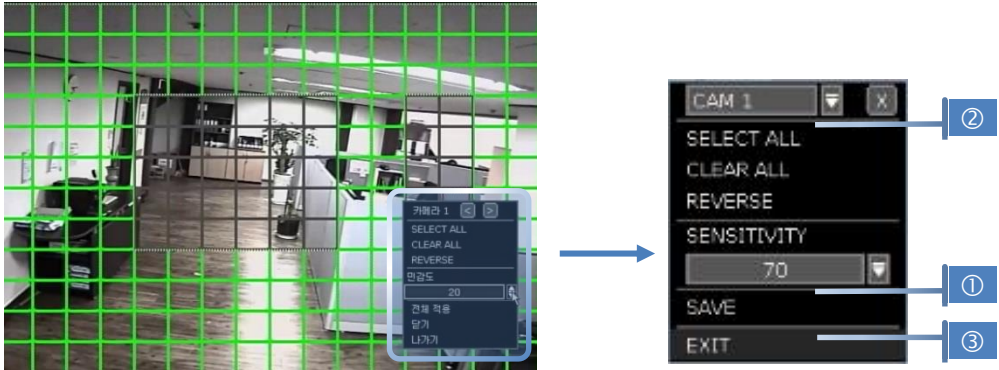 카메라 1 < >
SELECT ALL
CLEAR ALL
REVERSE
민감도
20
전체 적용
닫기
나가기
CAM 1 X
②
SELECT ALL
CLEAR ALL
REVERSE
SENSITIVITY
70
①
SAVE
③
EXIT